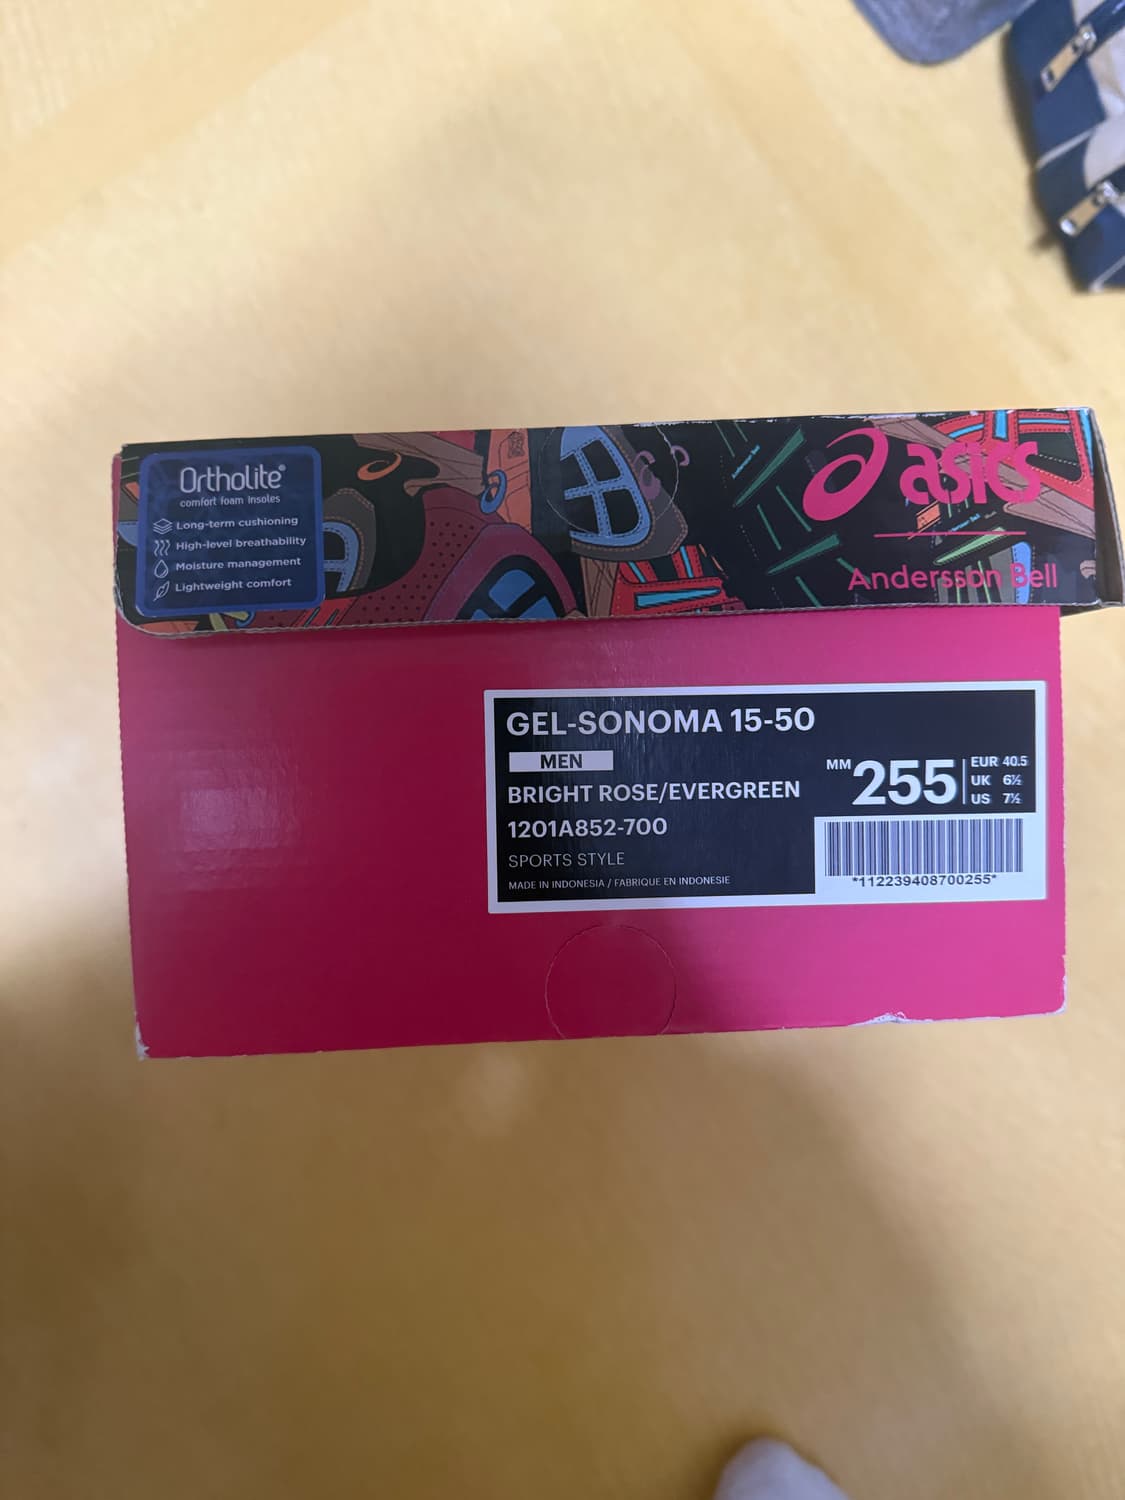 OrthoLite®
comfort foam insoles
Long-term cushioning
High-level breathability
Moisture management
Lightweight comfort
asics
Andersson Bell
GEL-SONOMA 15-50
MEN
BRIGHT ROSE/EVERGREEN
1201A852-700
SPORTS STYLE
MADE IN INDONESIA / FABRIQUE EN INDONESIE
MM 255
EUR 40.5
UK 6½
US 7½
*112239408700255*